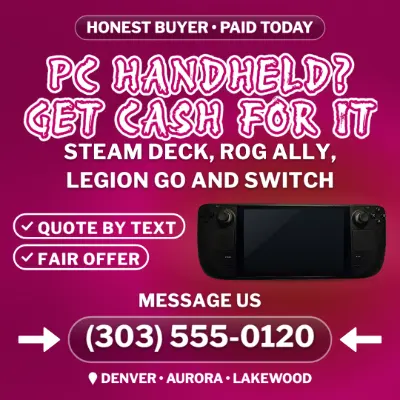 HONEST BUYER • PAID TODAY
PC HANDHELD?
GET CASH FOR IT
STEAM DECK, ROG ALLY,
LEGION GO AND SWITCH
QUOTE BY TEXT
FAIR OFFER
MESSAGE US
(303) 555-0120
DENVER • AURORA • LAKEWOOD